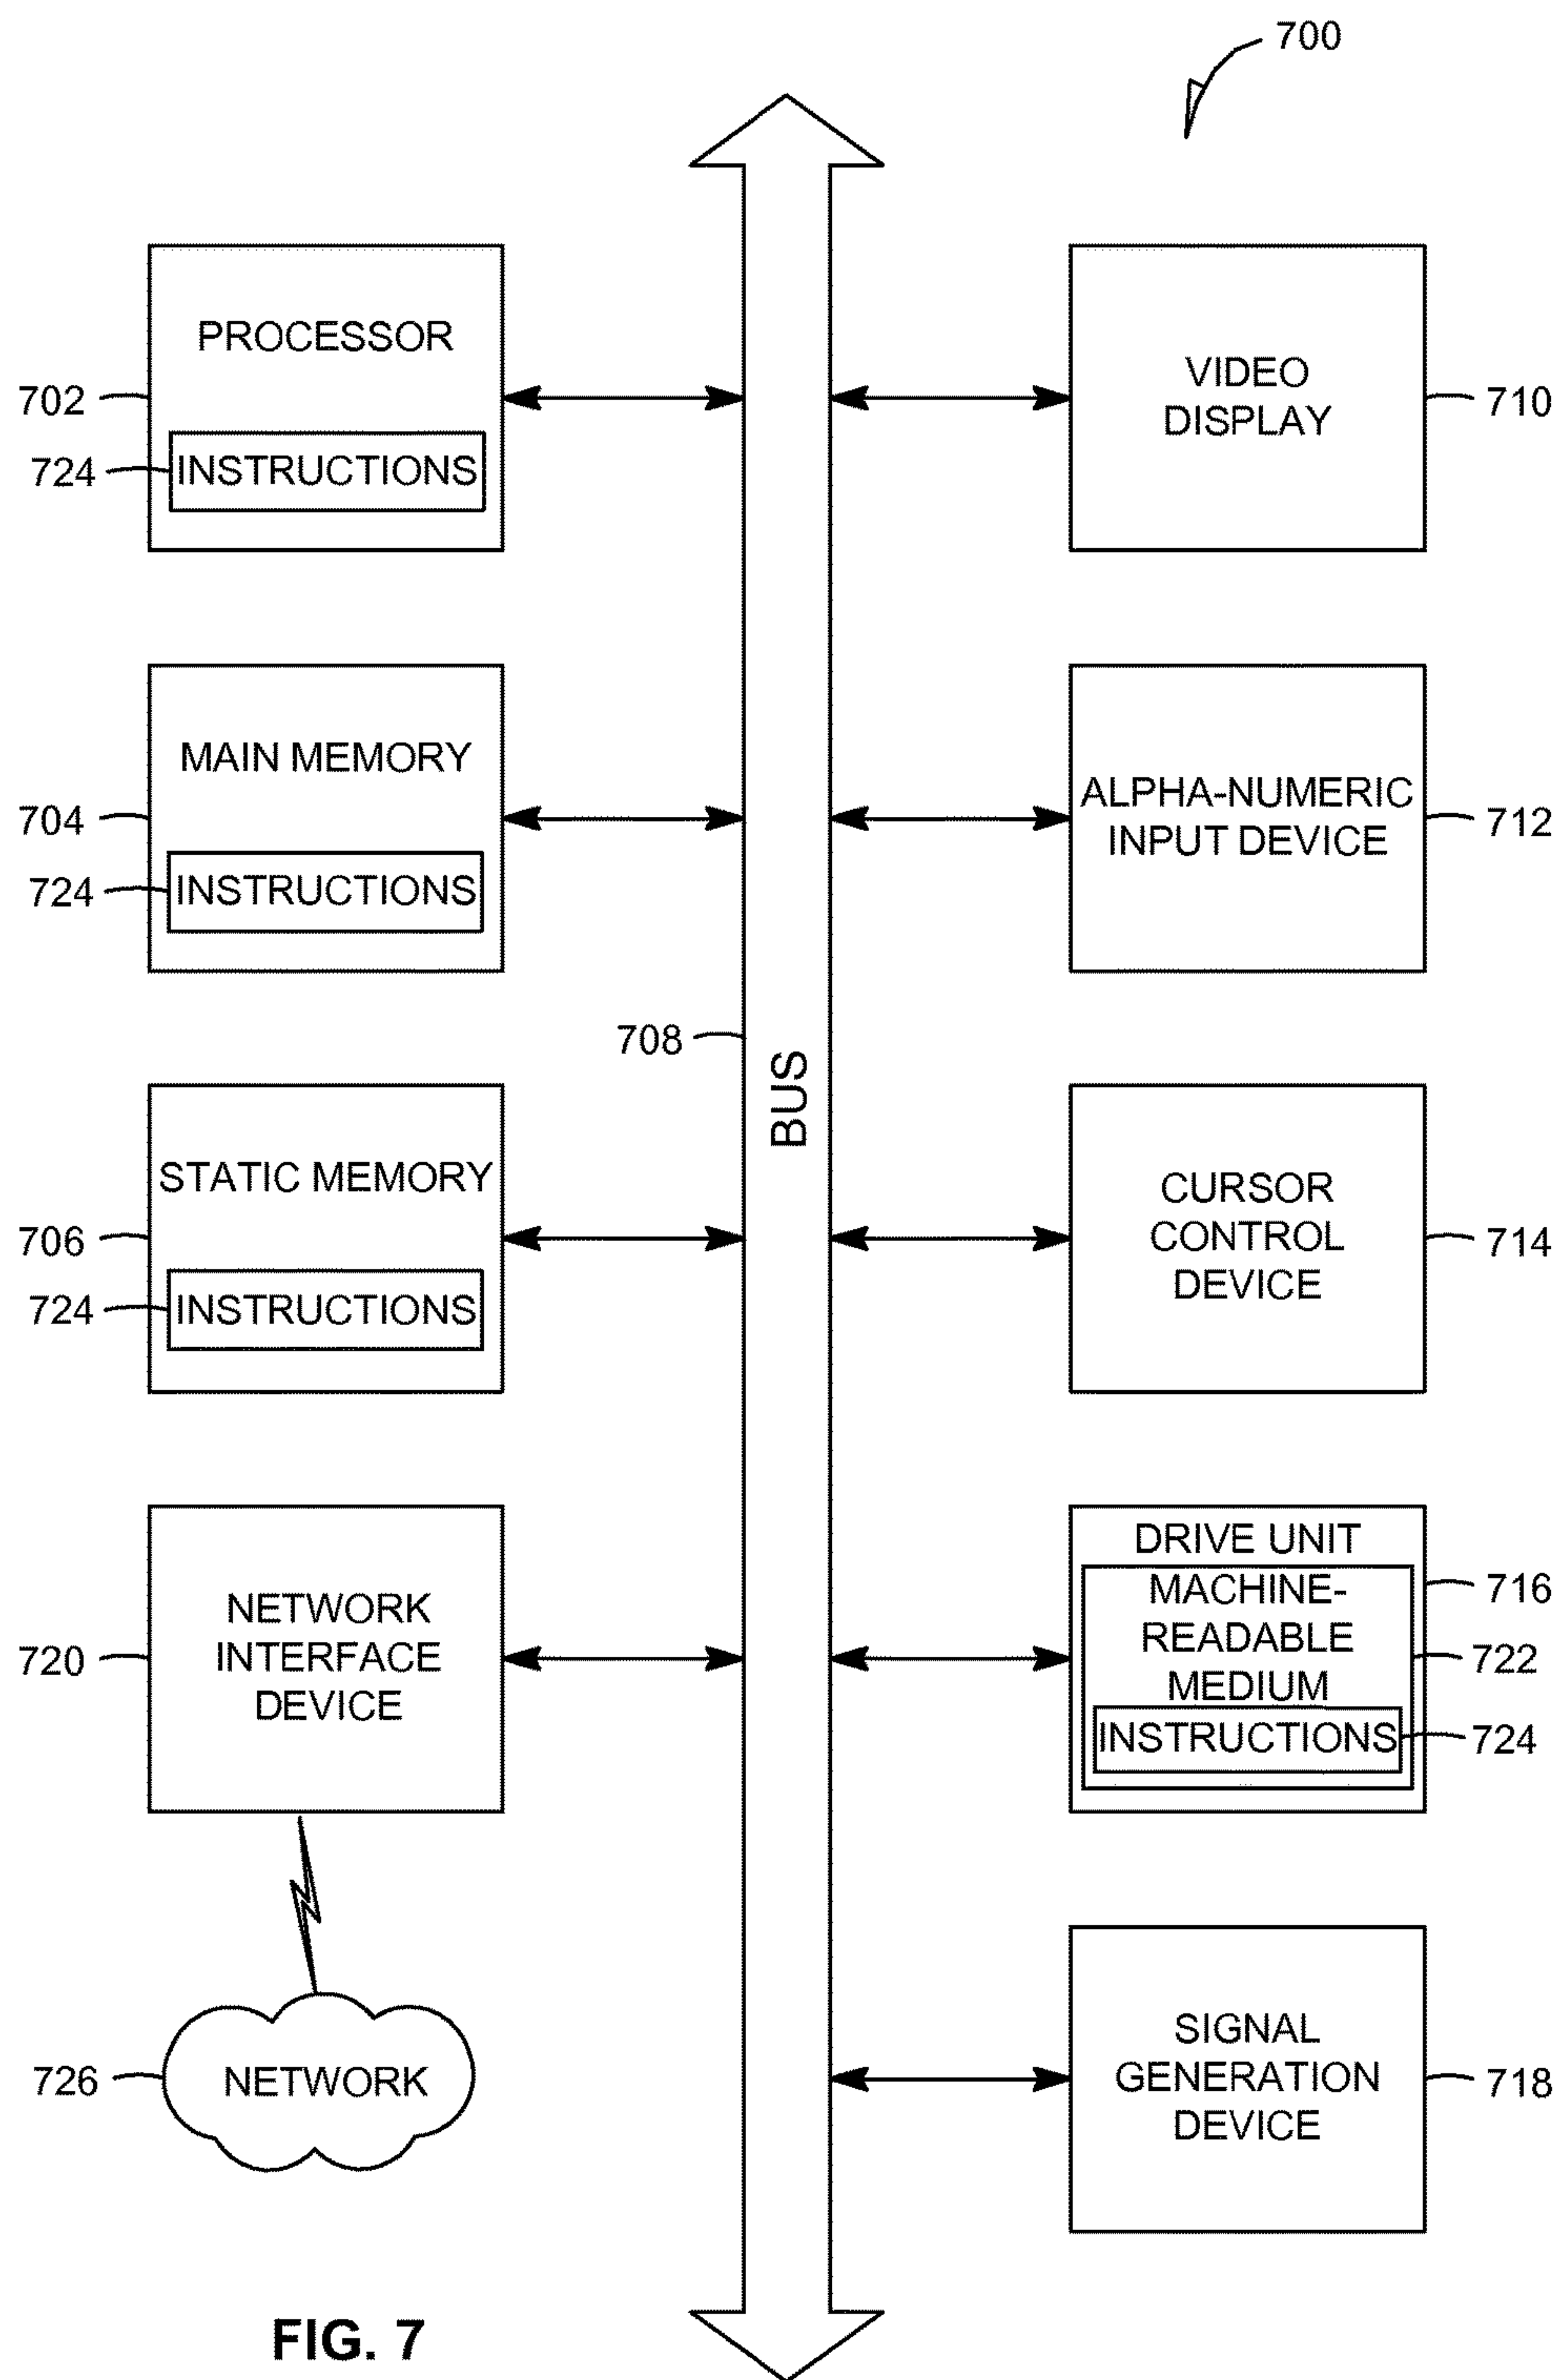 700
PROCESSOR
702
724
INSTRUCTIONS
VIDEO
DISPLAY
710
MAIN MEMORY
704
724
INSTRUCTIONS
ALPHA-NUMERIC
INPUT DEVICE
712
708
BUS
STATIC MEMORY
706
724
INSTRUCTIONS
CURSOR
CONTROL
DEVICE
714
NETWORK
INTERFACE
DEVICE
720
DRIVE UNIT
716
MACHINE-
READABLE
MEDIUM
722
INSTRUCTIONS
724
NETWORK
726
SIGNAL
GENERATION
DEVICE
718
FIG. 7